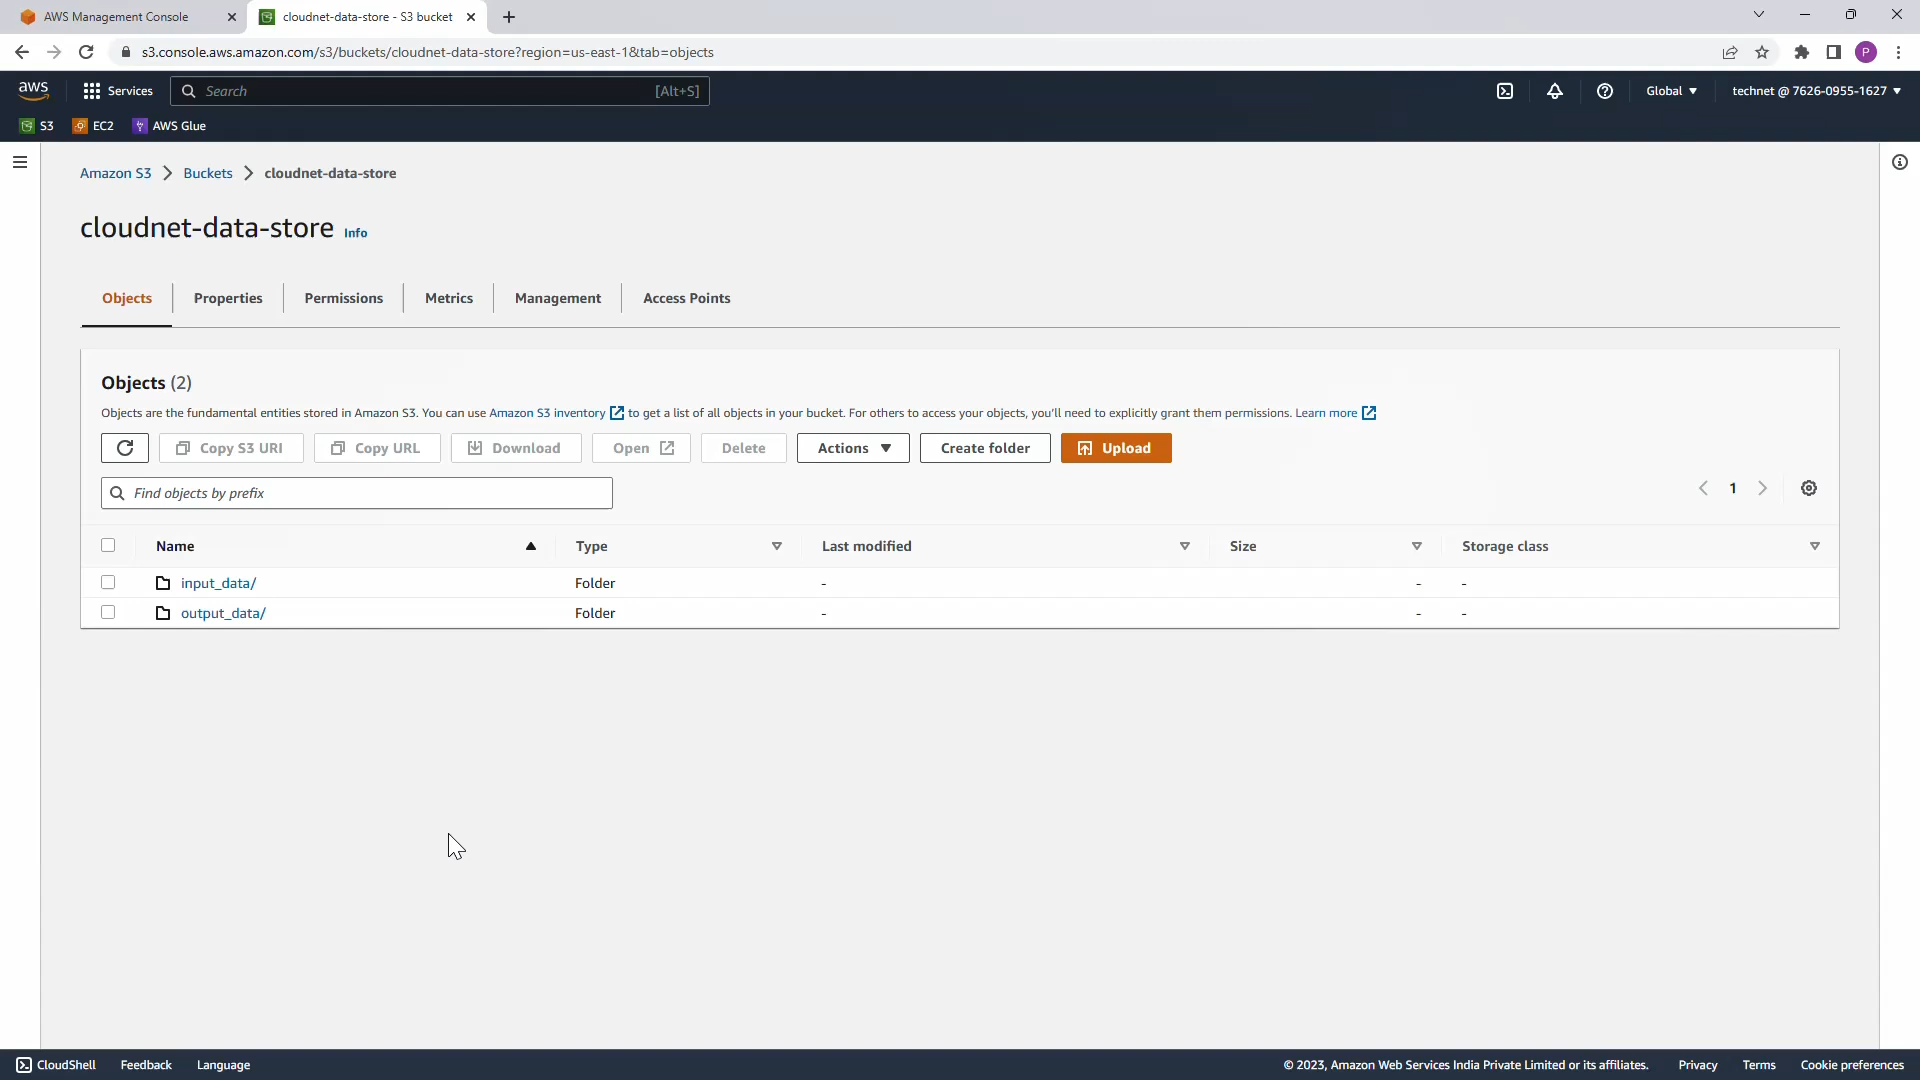 AWS Management Console
cloudnet-data-store - S3 bucket
s3.console.aws.amazon.com/s3/buckets/cloudnet-data-store?region=us-east-1&tab=objects
P
aws
Services
Search
[Alt+S]
Global
technet @ 7626-0955-1627
S3
EC2
AWS Glue
Amazon S3 > Buckets > cloudnet-data-store
cloudnet-data-store Info
Objects
Properties
Permissions
Metrics
Management
Access Points
Objects (2)
Objects are the fundamental entities stored in Amazon S3. You can use Amazon S3 inventory to get a list of all objects in your bucket. For others to access your objects, you'll need to explicitly grant them permissions. Learn more
Copy S3 URI
Copy URL
Download
Open
Delete
Actions
Create folder
Upload
Find objects by prefix
1
Name Type Last modified Size Storage class
input_data/ Folder - - -
output_data/ Folder - - -
CloudShell
Feedback
Language
© 2023, Amazon Web Services India Private Limited or its affiliates.
Privacy
Terms
Cookie preferences